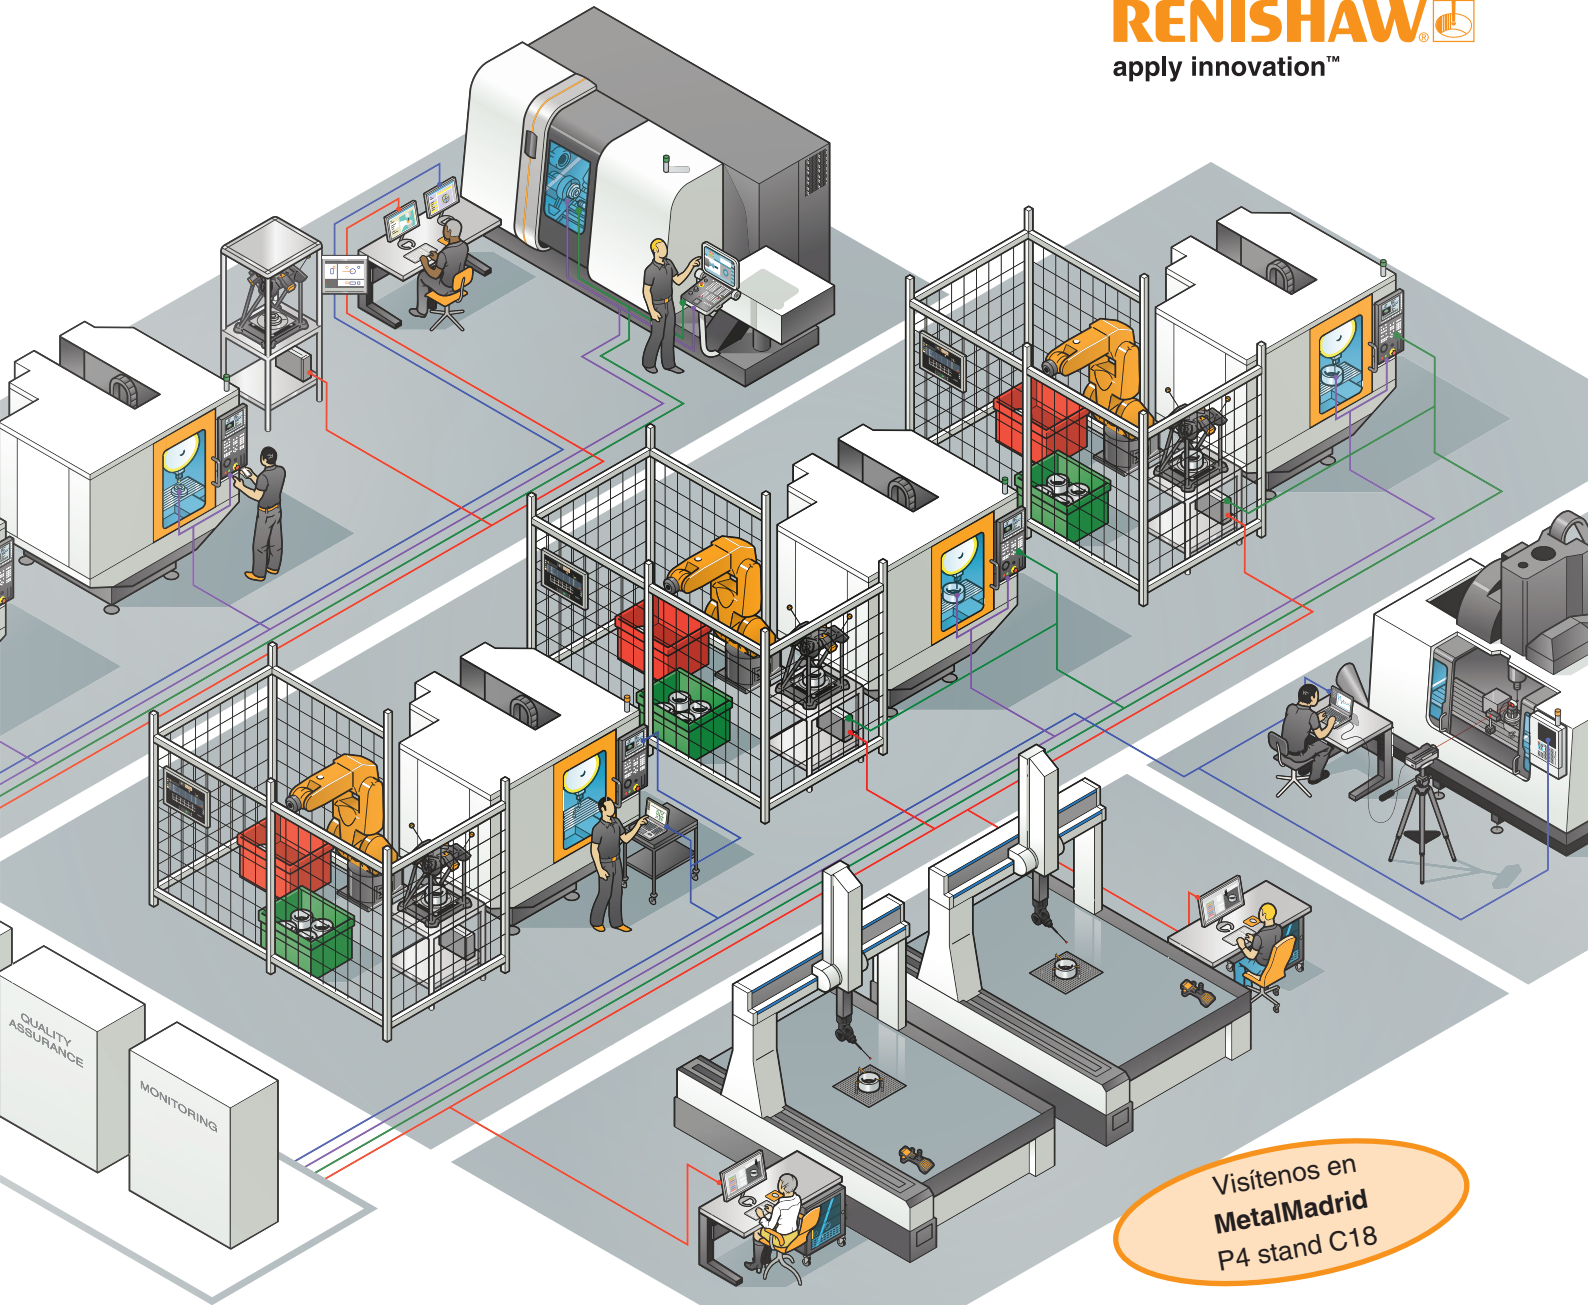 RENISHAW®
apply innovation™
QUALITY
ASSURANCE
MONITORING
Visítenos en
MetalMadrid
P4 stand C18